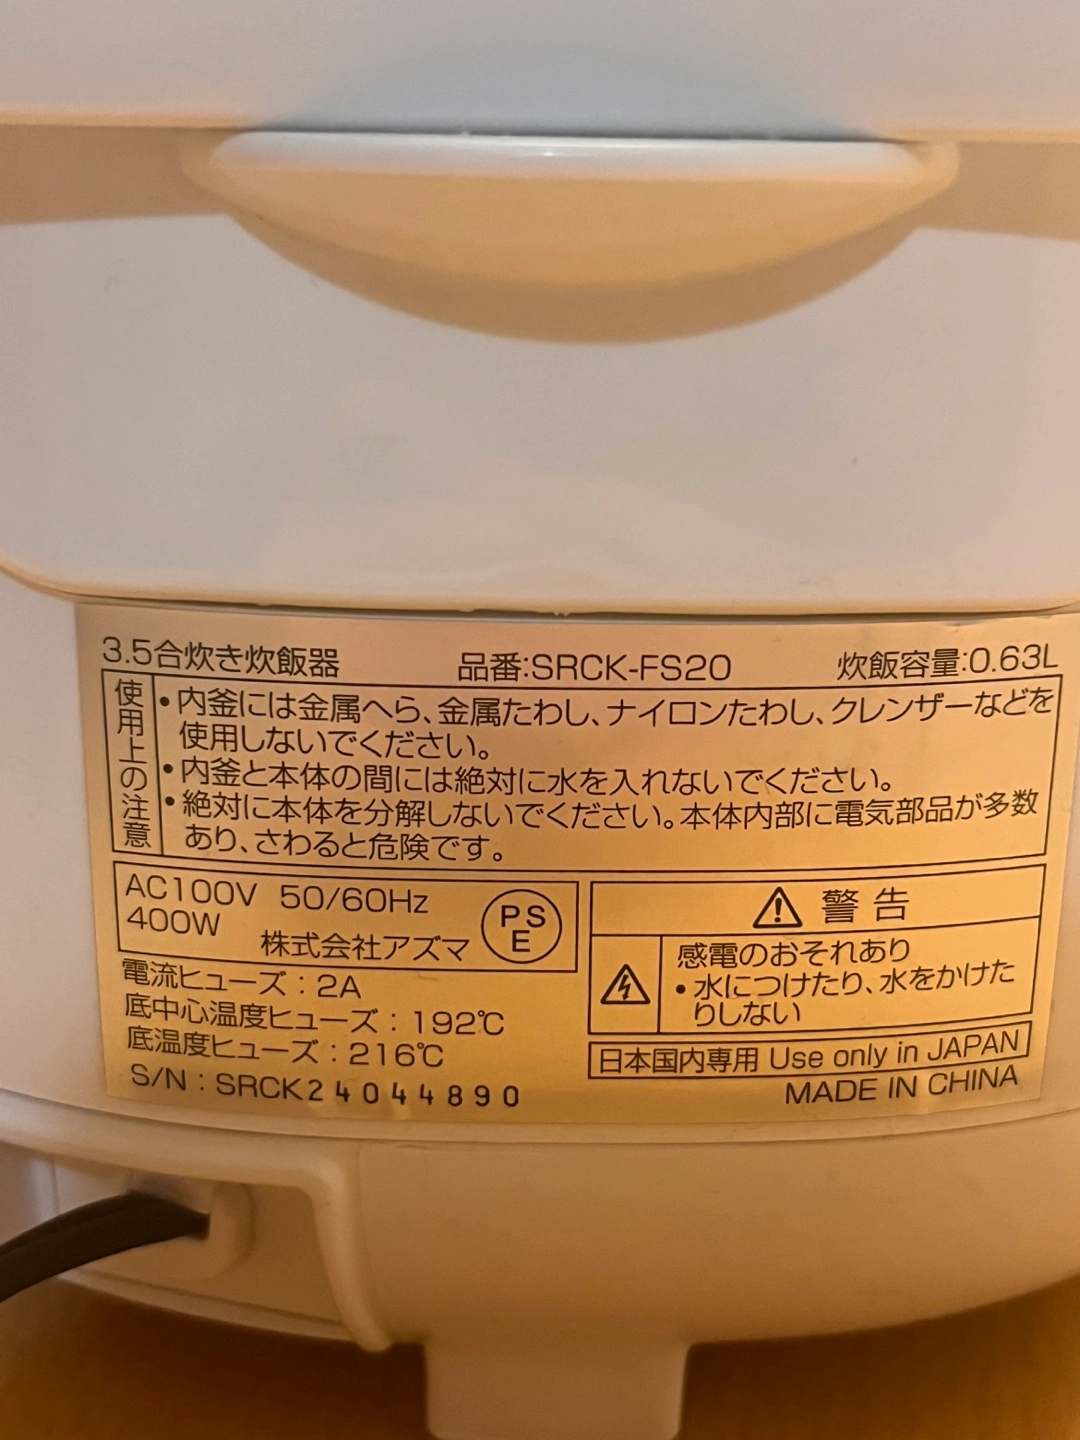 3.5合炊き炊飯器 品番:SRCK-FS20 炊飯容量:0.63L
使用上の注意
•内釜には金属へら、金属たわし、ナイロンたわし、クレンザーなどを
使用しないでください。
•内釜と本体の間には絶対に水を入れないでください。
•絶対に本体を分解しないでください。本体内部に電気部品が多数
あり、さわると危険です。
AC100V 50/60Hz
400W
株式会社アズマ
PS
E
電流ヒューズ：2A
底中心温度ヒューズ：192℃
底温度ヒューズ：216℃
S/N：SRCK24044890
警告
感電のおそれあり
•水につけたり、水をかけた
りしない
日本国内専用 Use only in JAPAN
MADE IN CHINA